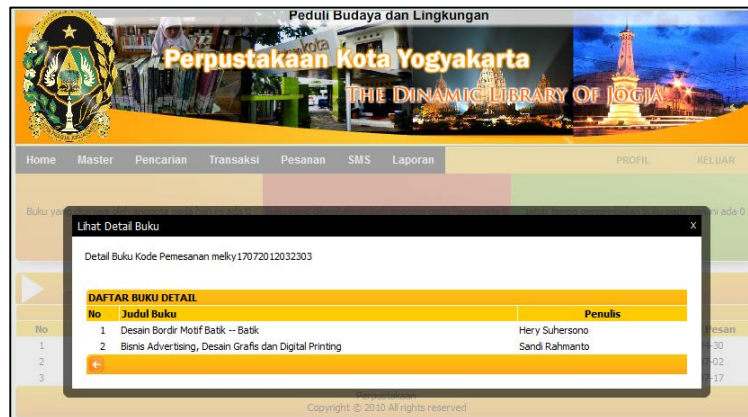 Peduli Budaya dan Lingkungan
Perpustakaan Kota Yogyakarta
THE DINAMIC LIBRARY OF JOGJA
Home Master Pencarian Transaksi Pesanan SMS Laporan PROFIL KELUAR
Lihat Detail Buku X
Detail Buku Kode Pemesanan melky17072012032303
DAFTAR BUKU DETAIL
No Judul Buku Penulis
1 Desain Bordir Motif Batik -- Batik Hery Suhersono
2 Bisnis Advertising, Desain Grafis dan Digital Printing Sandi Rahmanto
No Pesan
1
2
3
Perpustakaan
Copyright © 2010 All rights reserved